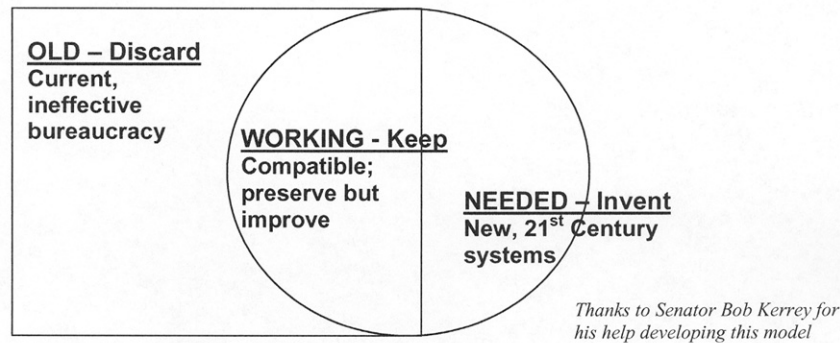 OLD – Discard
Current,
ineffective
bureaucracy
WORKING - Keep
Compatible;
preserve but
improve
NEEDED – Invent
New, 21st Century
systems
Thanks to Senator Bob Kerrey for
his help developing this model